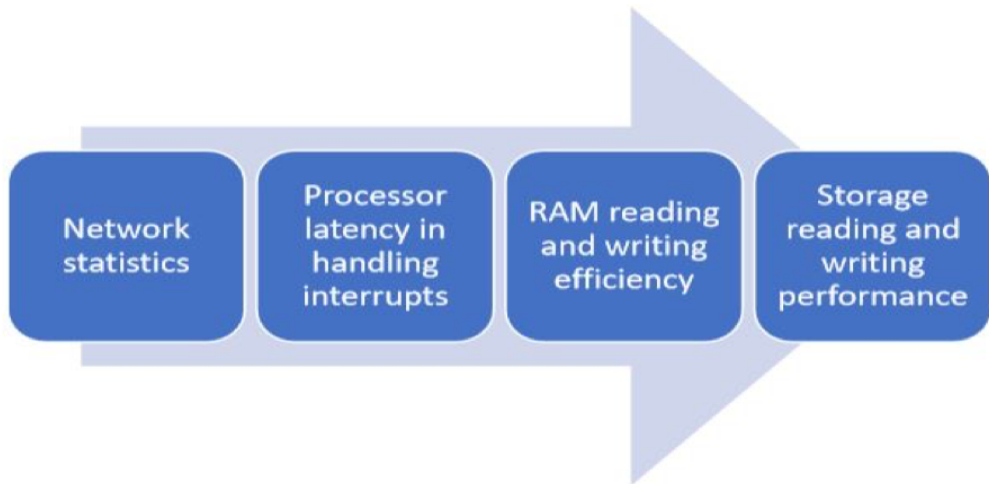 Network
statistics
Processor
latency in
handling
interrupts
RAM reading
and writing
efficiency
Storage
reading and
writing
performance